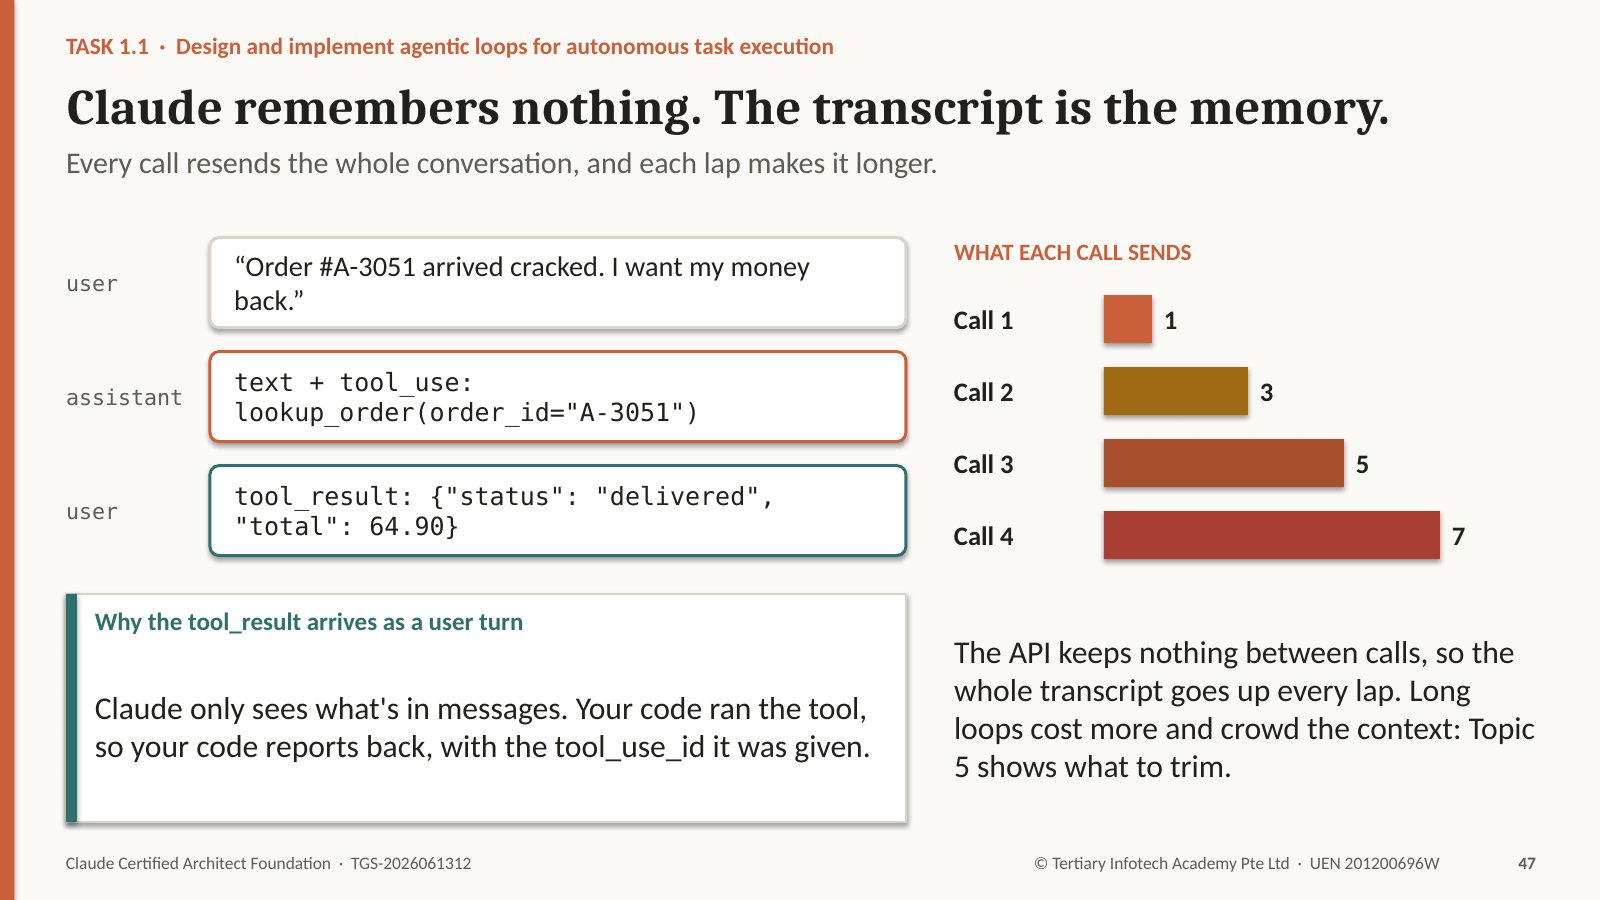 TASK 1.1 · Design and implement agentic loops for autonomous task execution
Claude remembers nothing. The transcript is the memory.
Every call resends the whole conversation, and each lap makes it longer.
user
“Order #A-3051 arrived cracked. I want my money
back.”
assistant
text + tool_use:
lookup_order(order_id="A-3051")
user
tool_result: {"status": "delivered",
"total": 64.90}
Why the tool_result arrives as a user turn
Claude only sees what's in messages. Your code ran the tool,
so your code reports back, with the tool_use_id it was given.
WHAT EACH CALL SENDS
Call 1 1
Call 2 3
Call 3 5
Call 4 7
The API keeps nothing between calls, so the
whole transcript goes up every lap. Long
loops cost more and crowd the context: Topic
5 shows what to trim.
Claude Certified Architect Foundation · TGS-2026061312
© Tertiary Infotech Academy Pte Ltd · UEN 201200696W 47